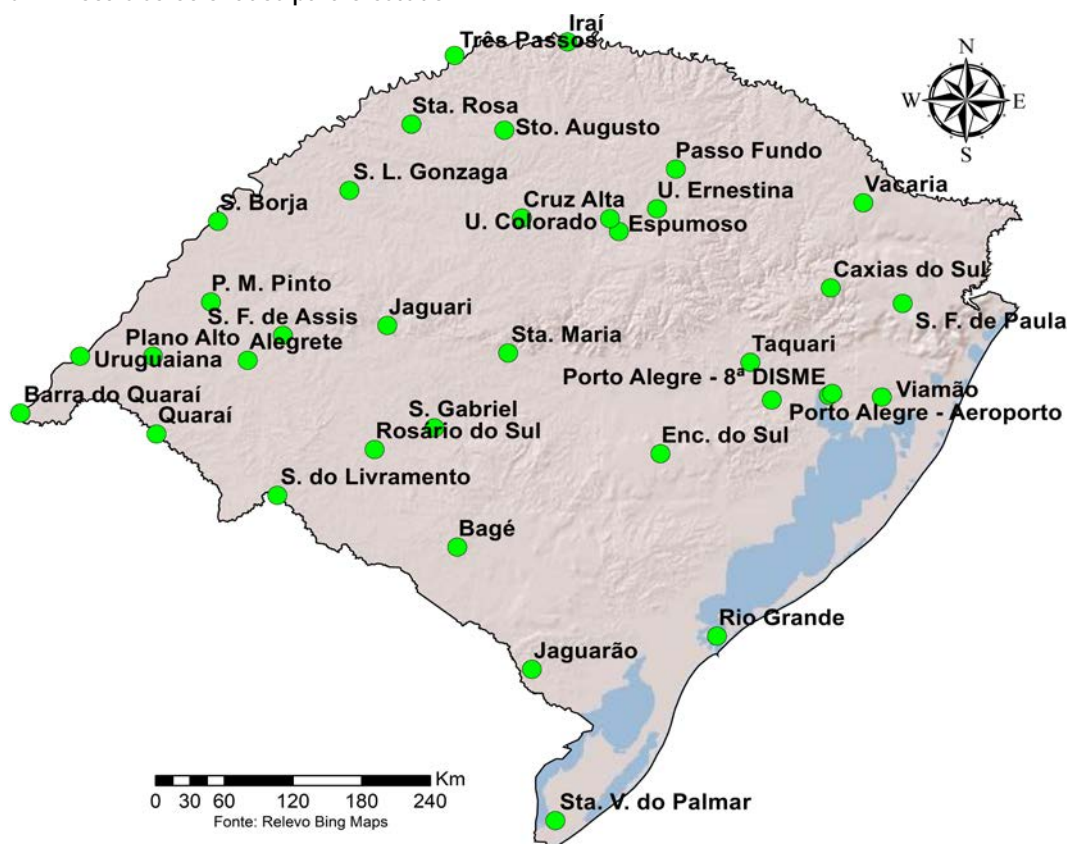 Iraí
Três Passos
N
W E
S
Sta. Rosa
Sto. Augusto
Passo Fundo
S. L. Gonzaga
Vacaria
Cruz Alta
U. Ernestina
S. Borja
U. Colorado
Espumoso
Caxias do Sul
P. M. Pinto
Jaguari
S. F. de Assis
S. F. de Paula
Plano Alto
Alegrete
Sta. Maria
Taquari
Uruguaiana
Porto Alegre - 8ª DISME
Viamão
Barra do Quaraí
Porto Alegre - Aeroporto
Quaraí
S. Gabriel
Rosário do Sul
Enc. do Sul
S. do Livramento
Bagé
Rio Grande
Jaguarão
Km
0 30 60 120 180 240
Fonte: Relevo Bing Maps
Sta. V. do Palmar